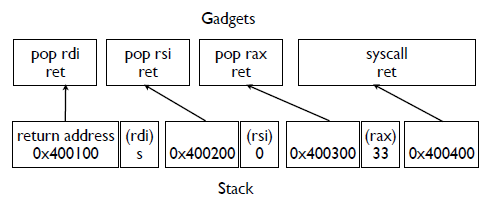 Gadgets
pop rdi
ret
pop rsi
ret
pop rax
ret
syscall
ret
return address
0x400100
(rdi)
s
0x400200
(rsi)
0
0x400300
(rax)
33
0x400400
Stack